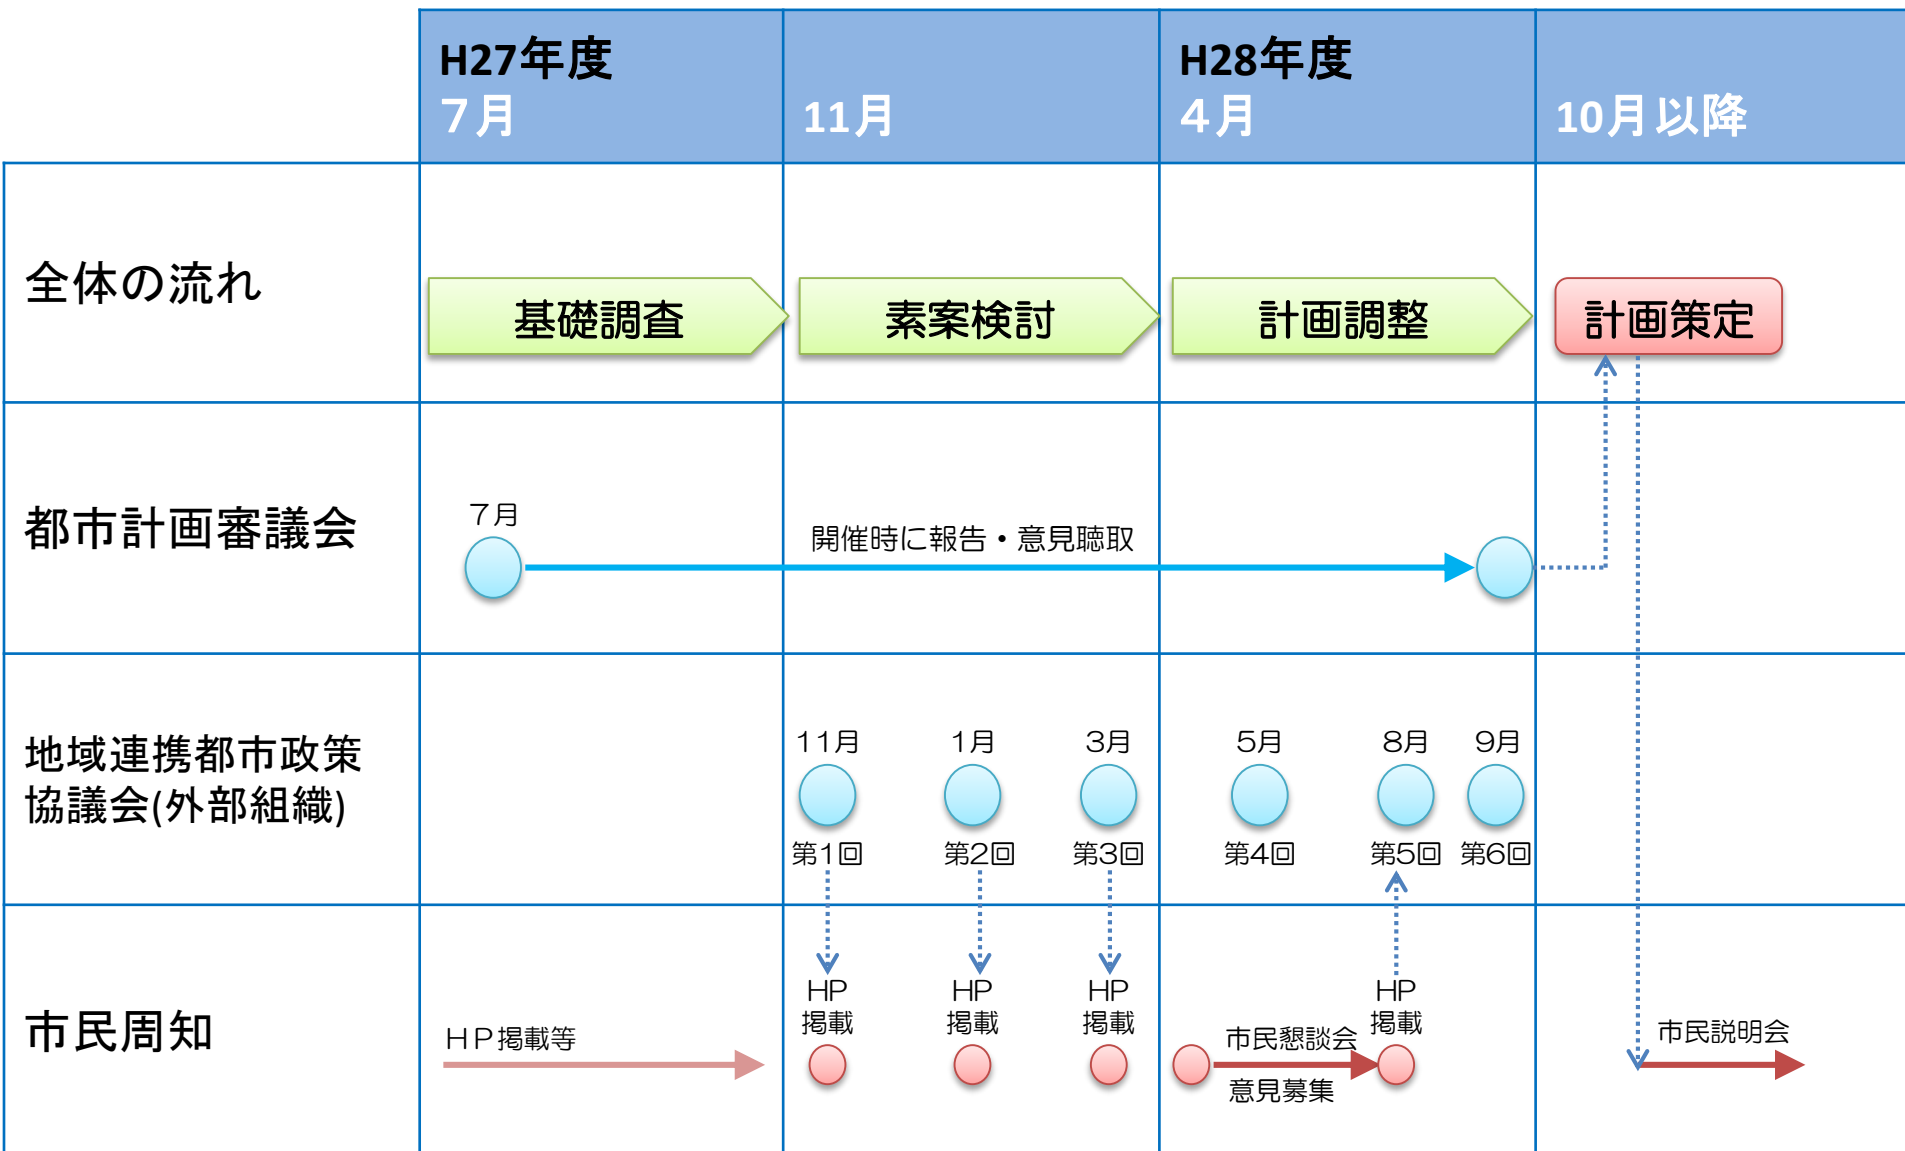 H27年度
７月
11月
H28年度
４月
10月以降
全体の流れ
基礎調査
素案検討
計画調整
計画策定
都市計画審議会
７月
開催時に報告・意見聴取
地域連携都市政策
協議会(外部組織)
11月
1月
3月
5月
8月
9月
第1回
第2回
第3回
第4回
第5回
第6回
市民周知
ＨＰ掲載等
HP
掲載
HP
掲載
HP
掲載
市民懇談会
意見募集
HP
掲載
市民説明会